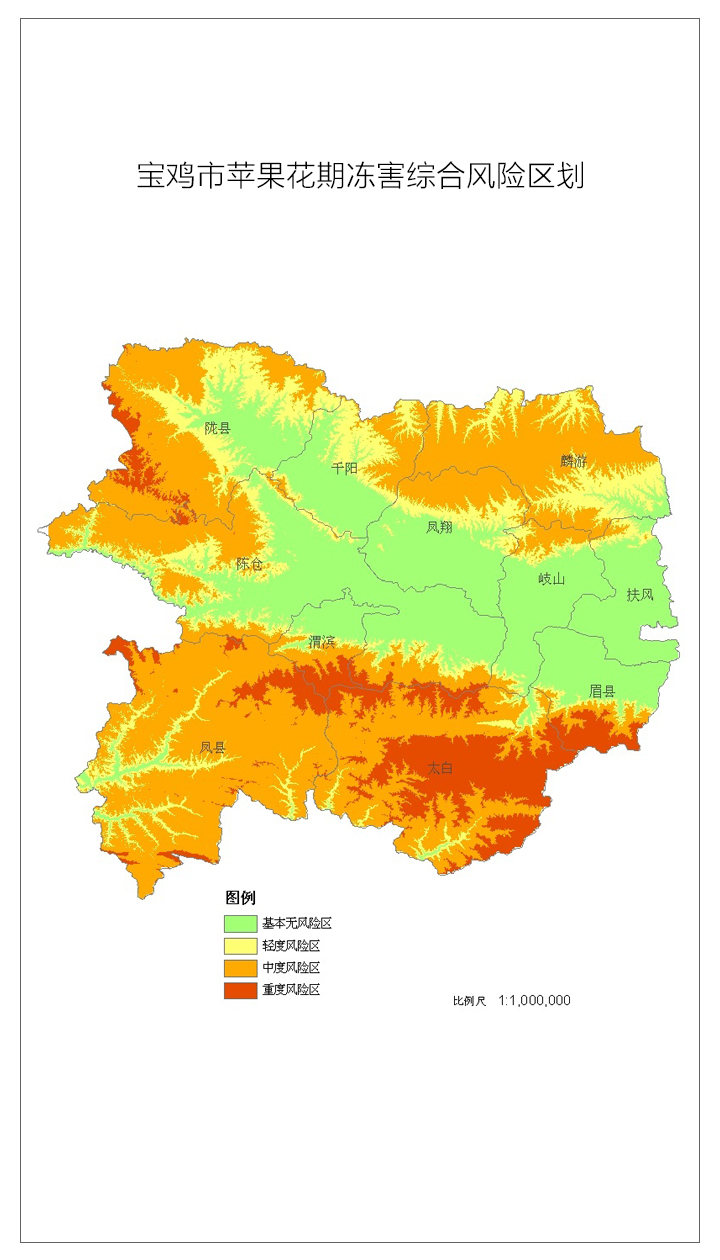 宝鸡市苹果花期冻害综合风险区划
陇县
千阳
麟游
凤翔
陈仓
岐山
扶风
渭滨
眉县
凤县
太白
图例
基本无风险区
轻度风险区
中度风险区
重度风险区
比例尺 1:1,000,000